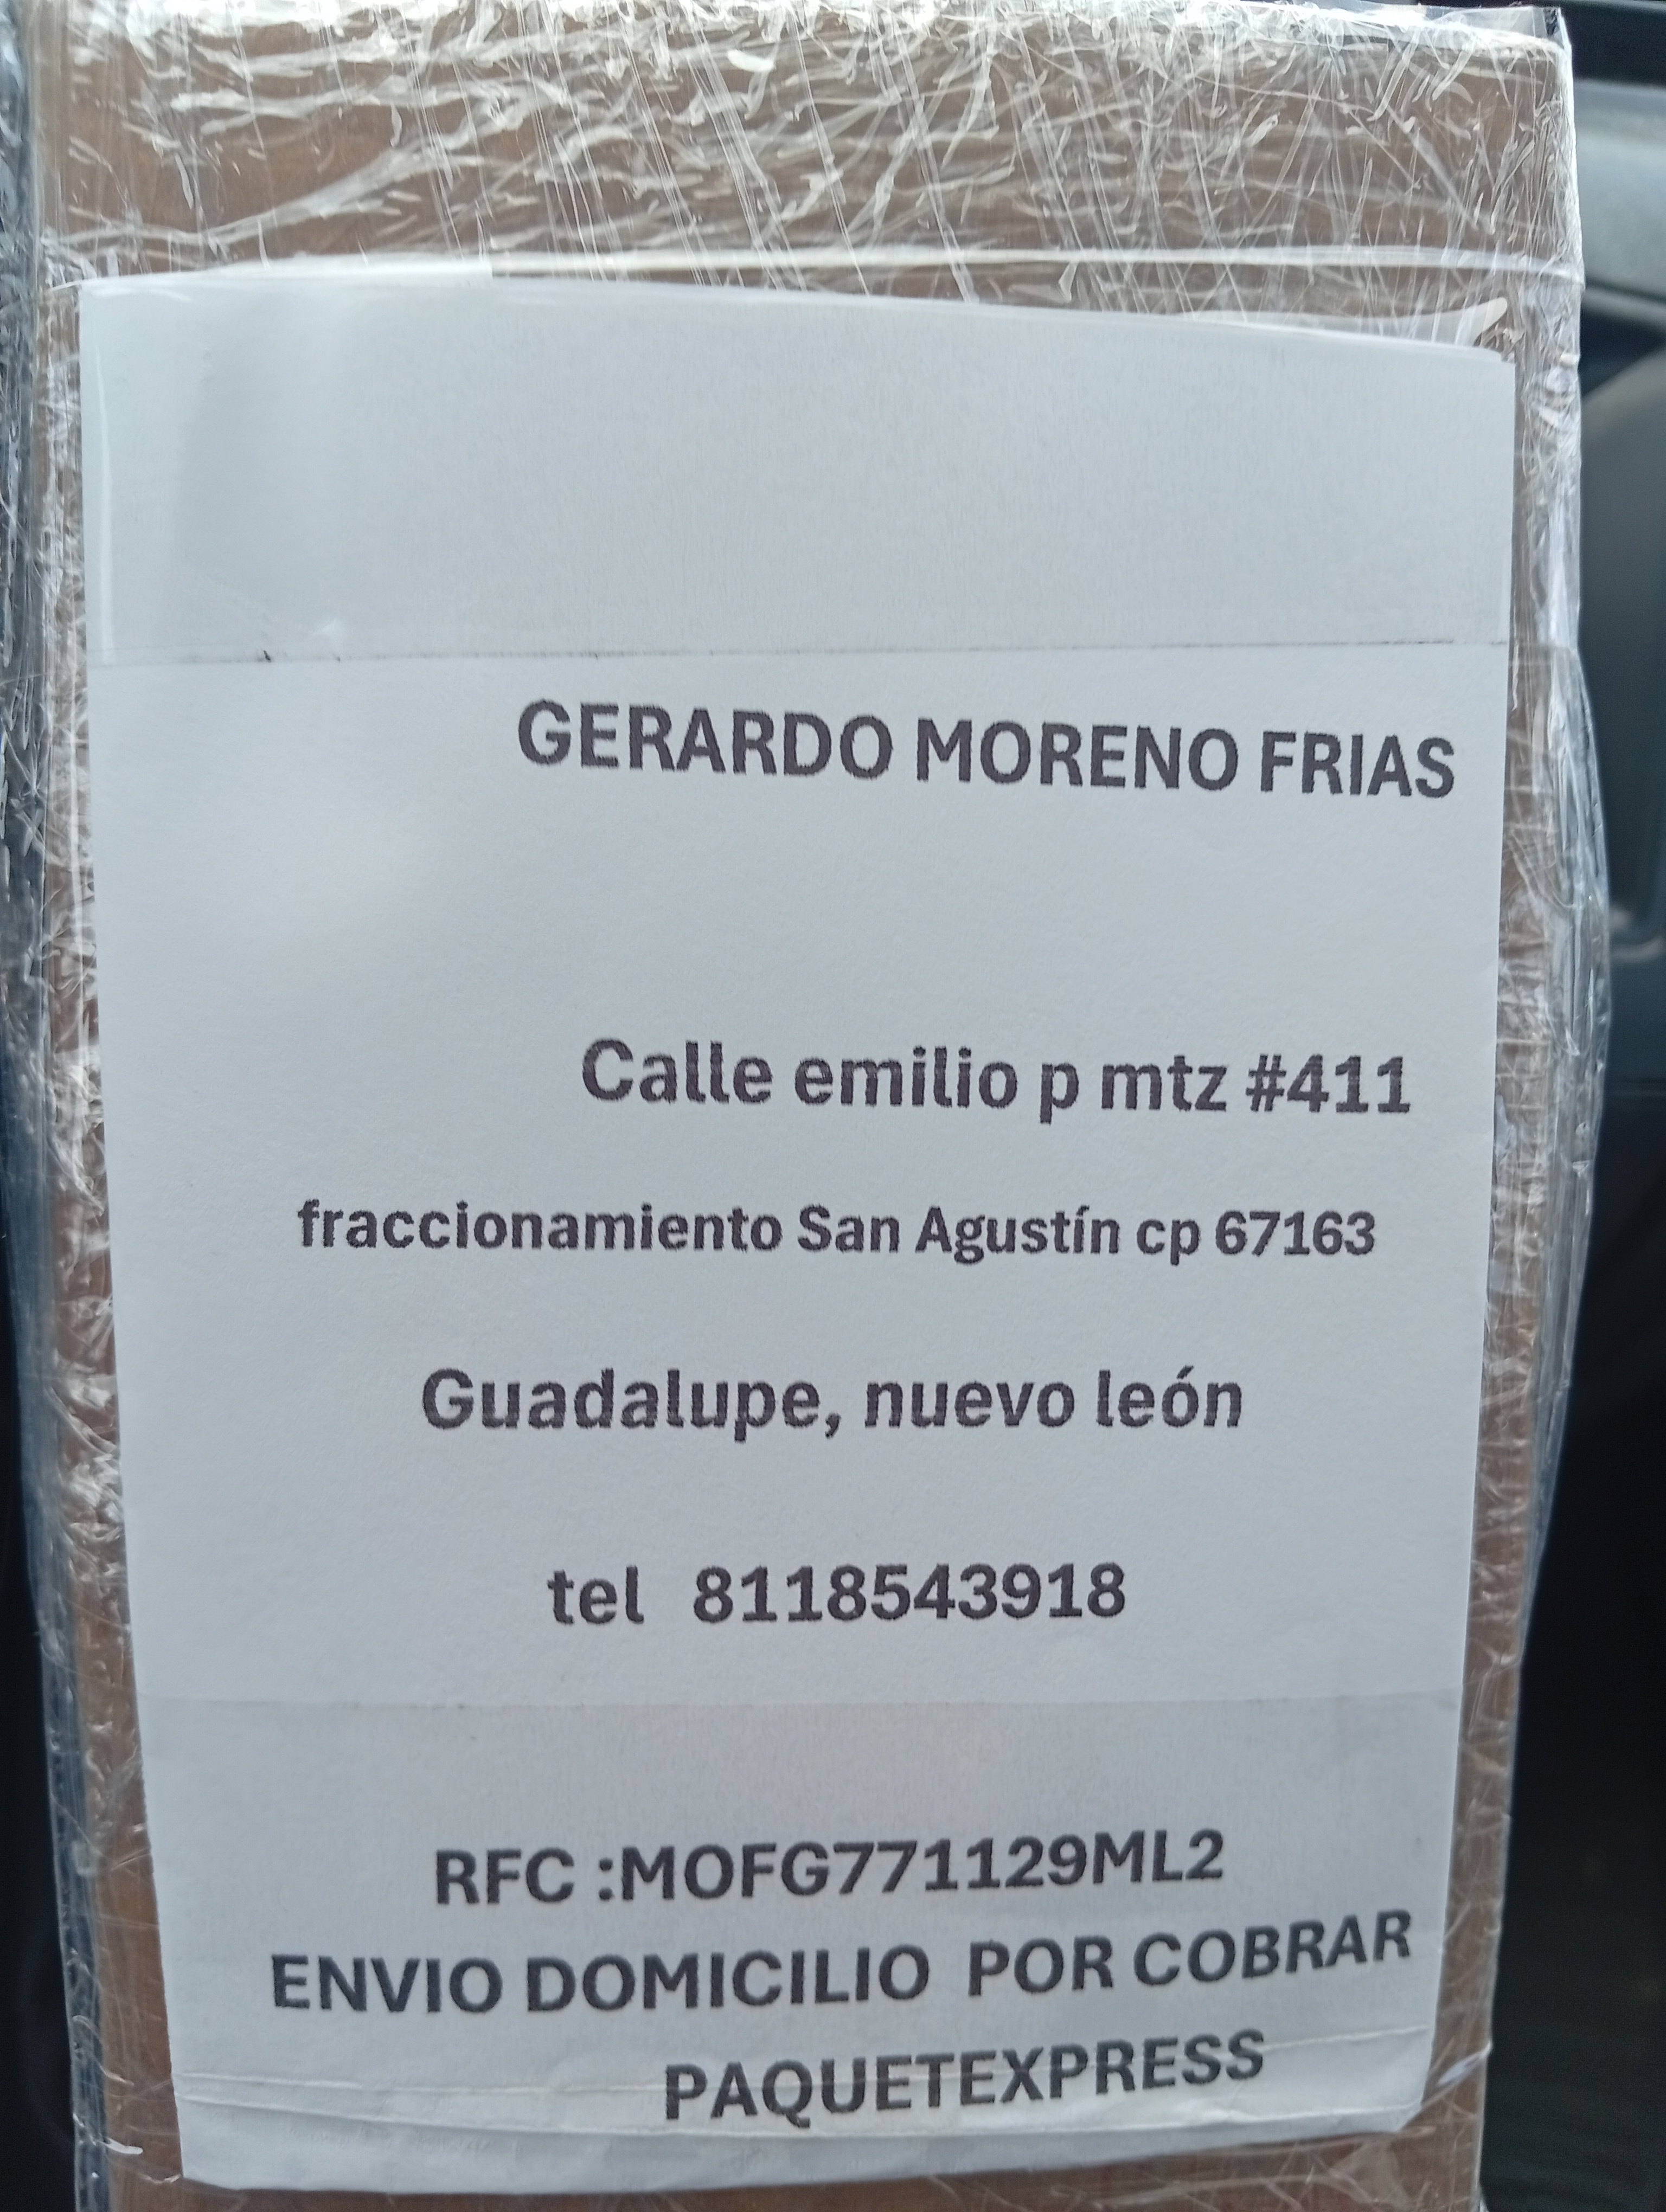 GERARDO MORENO FRIAS
Calle emilio p mtz #411
fraccionamiento San Agustín cp 67163
Guadalupe, nuevo león
tel 8118543918
RFC :MOFG771129ML2
ENVIO DOMICILIO POR COBRAR
PAQUETEXPRESS